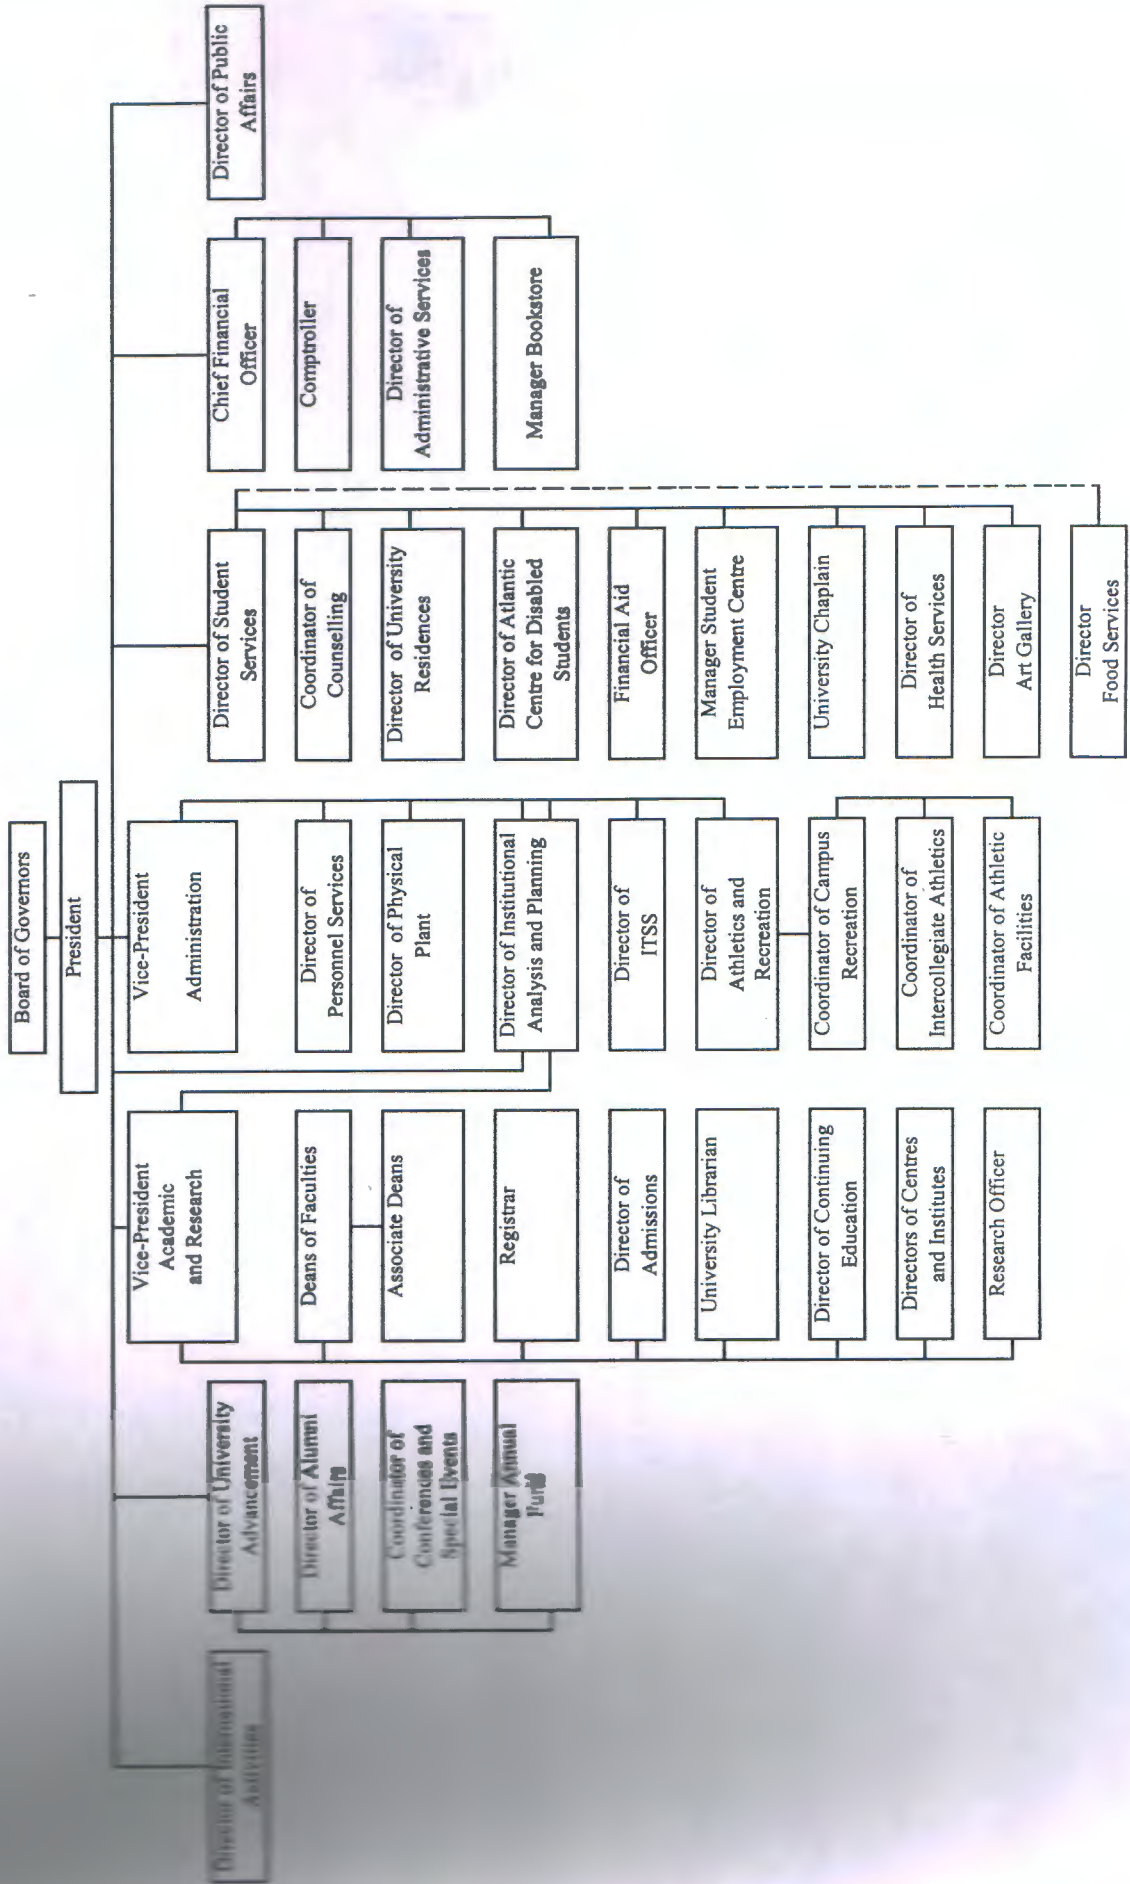 Board of Governors
President
Director of International
Activities
Director of University
Advancement
Director of Alumni
Affairs
Coordinator of
Conferences and
Special Events
Manager Annual
Fund
Vice-President
Academic
and Research
Deans of Faculties
Associate Deans
Registrar
Director of
Admissions
University Librarian
Director of Continuing
Education
Directors of Centres
and Institutes
Research Officer
Vice-President
Administration
Director of
Personnel Services
Director of Physical
Plant
Director of Institutional
Analysis and Planning
Director of
ITSS
Director of
Athletics and
Recreation
Coordinator of Campus
Recreation
Coordinator of
Intercollegiate Athletics
Coordinator of Athletic
Facilities
Director of Student
Services
Coordinator of
Counselling
Director of University
Residences
Director of Atlantic
Centre for Disabled
Students
Financial Aid
Officer
Manager Student
Employment Centre
University Chaplain
Director of
Health Services
Director
Art Gallery
Director
Food Services
Chief Financial
Officer
Comptroller
Director of
Administrative Services
Manager Bookstore
Director of Public
Affairs